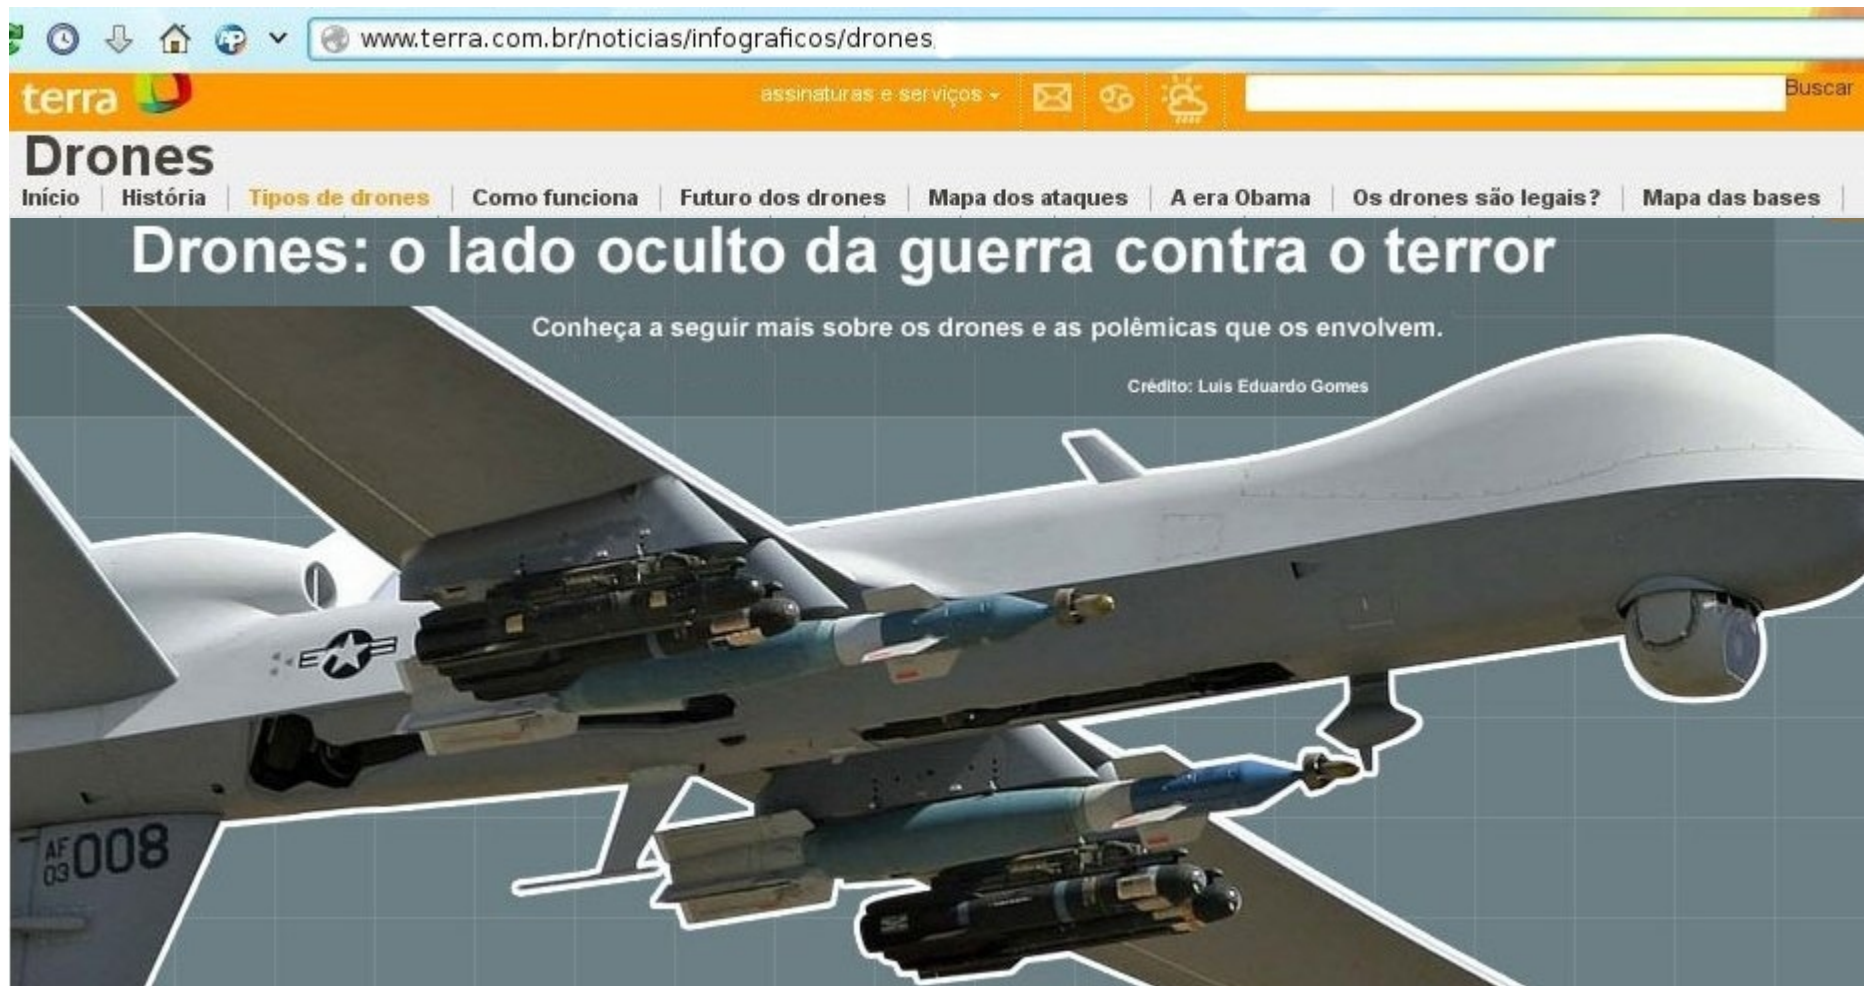 www.terra.com.br/noticias/infograficos/drones
terra
assinaturas e serviços
Buscar
Drones
Início
História
Tipos de drones
Como funciona
Futuro dos drones
Mapa dos ataques
A era Obama
Os drones são legais?
Mapa das bases
Drones: o lado oculto da guerra contra o terror
Conheça a seguir mais sobre os drones e as polêmicas que os envolvem.
Crédito: Luis Eduardo Gomes
AF 03 008